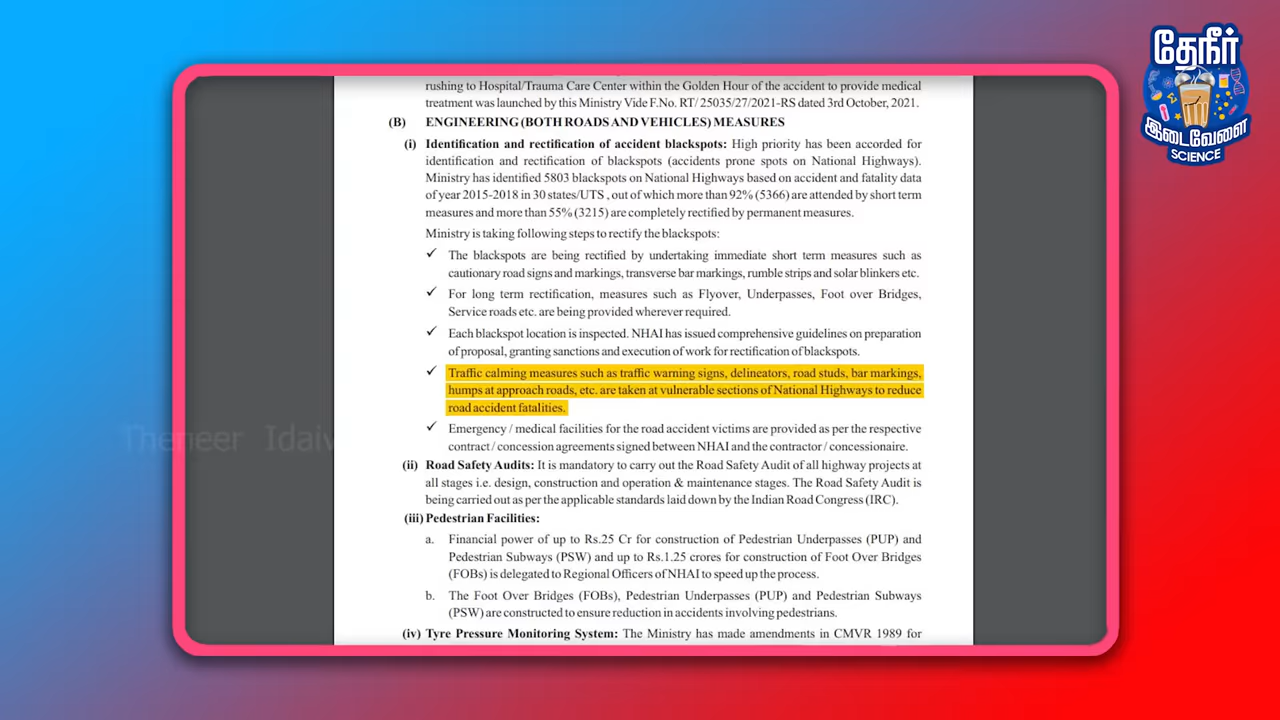 rushing to Hospital/Trauma Care Center within the Golden Hour of the accident to provide medical
treatment was launched by this Ministry Vide F.No. RT/ 25035/27/2021-RS dated 3rd October, 2021.
(B) ENGINEERING (BOTH ROADS AND VEHICLES) MEASURES
(i) Identification and rectification of accident blackspots: High priority has been accorded for
identification and rectification of blackspots (accidents prone spots on National Highways).
Ministry has identified 5803 blackspots on National Highways based on accident and fatality data
of year 2015-2018 in 30 states/UTS , out of which more than 92% (5366) are attended by short term
measures and more than 55% (3215) are completely rectified by permanent measures.
Ministry is taking following steps to rectify the blackspots:
✓ The blackspots are being rectified by undertaking immediate short term measures such as
cautionary road signs and markings, transverse bar markings, rumble strips and solar blinkers etc.
✓ For long term rectification, measures such as Flyover, Underpasses, Foot over Bridges,
Service roads etc. are being provided wherever required.
✓ Each blackspot location is inspected. NHAI has issued comprehensive guidelines on preparation
of proposal, granting sanctions and execution of work for rectification of blackspots.
✓ Traffic calming measures such as traffic warning signs, delineators, road studs, bar markings,
humps at approach roads, etc. are taken at vulnerable sections of National Highways to reduce
road accident fatalities.
✓ Emergency / medical facilities for the road accident victims are provided as per the respective
contract / concession agreements signed between NHAI and the contractor / concessionaire.
(ii) Road Safety Audits: It is mandatory to carry out the Road Safety Audit of all highway projects at
all stages i.e. design, construction and operation & maintenance stages. The Road Safety Audit is
being carried out as per the applicable standards laid down by the Indian Road Congress (IRC).
(iii) Pedestrian Facilities:
a. Financial power of up to Rs.25 Cr for construction of Pedestrian Underpasses (PUP) and
Pedestrian Subways (PSW) and up to Rs.1.25 crores for construction of Foot Over Bridges
(FOBs) is delegated to Regional Officers of NHAI to speed up the process.
b. The Foot Over Bridges (FOBs), Pedestrian Underpasses (PUP) and Pedestrian Subways
(PSW) are constructed to ensure reduction in accidents involving pedestrians.
(iv) Tyre Pressure Monitoring System: The Ministry has made amendments in CMVR 1989 for
தேநீர்
இடைவேளை
SCIENCE
Theneer Idaiv